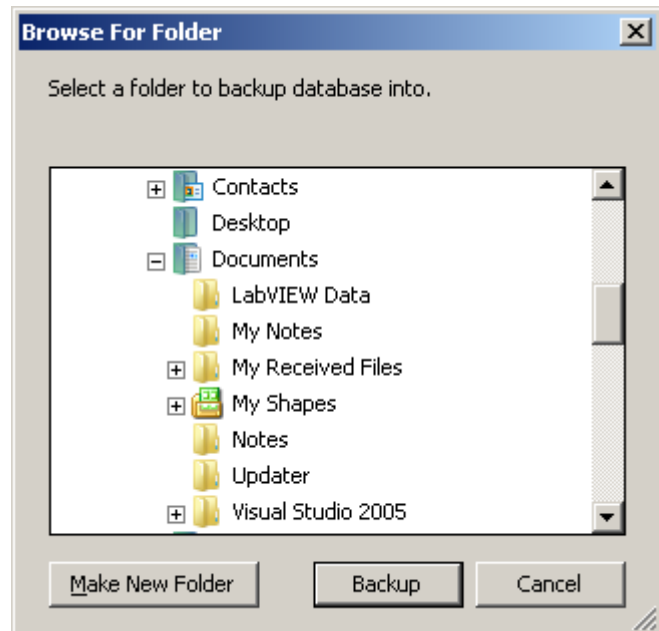 Browse For Folder
Select a folder to backup database into.
Contacts
Desktop
Documents
LabVIEW Data
My Notes
My Received Files
My Shapes
Notes
Updater
Visual Studio 2005
Make New Folder Backup Cancel